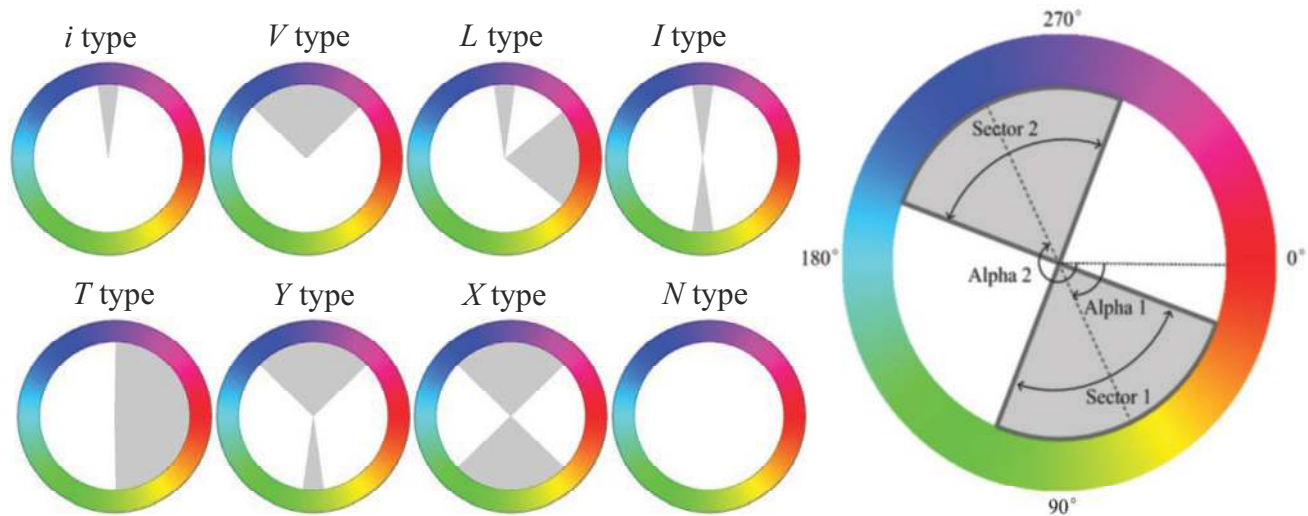 i type
V type
L type
I type
T type
Y type
X type
N type
270°
Sector 2
180°
0°
Alpha 2
Alpha 1
Sector 1
90°